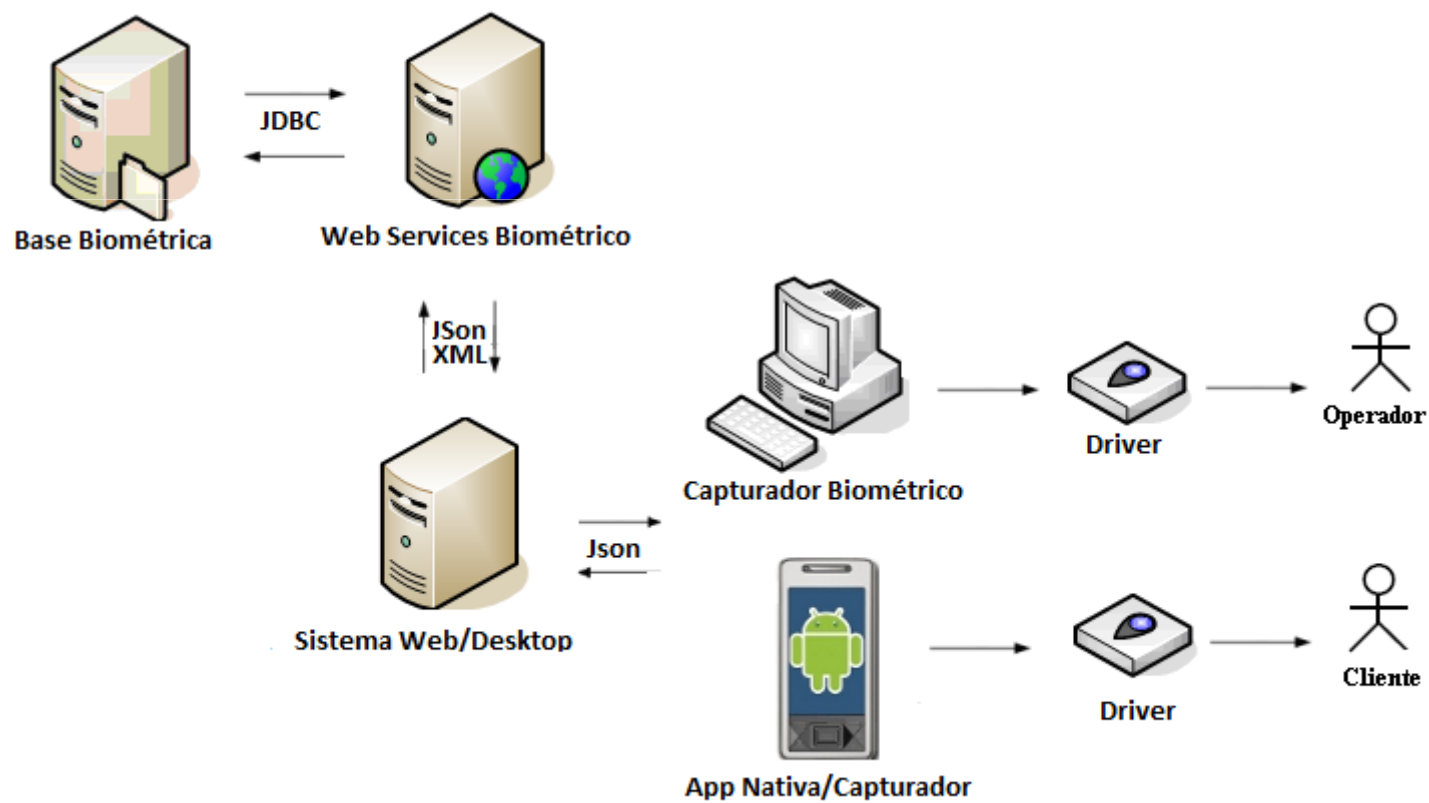 JDBC
Base Biométrica
Web Services Biométrico
JSon
XML
Operador
Driver
Capturador Biométrico
Json
Sistema Web/Desktop
Cliente
Driver
App Nativa/Capturador